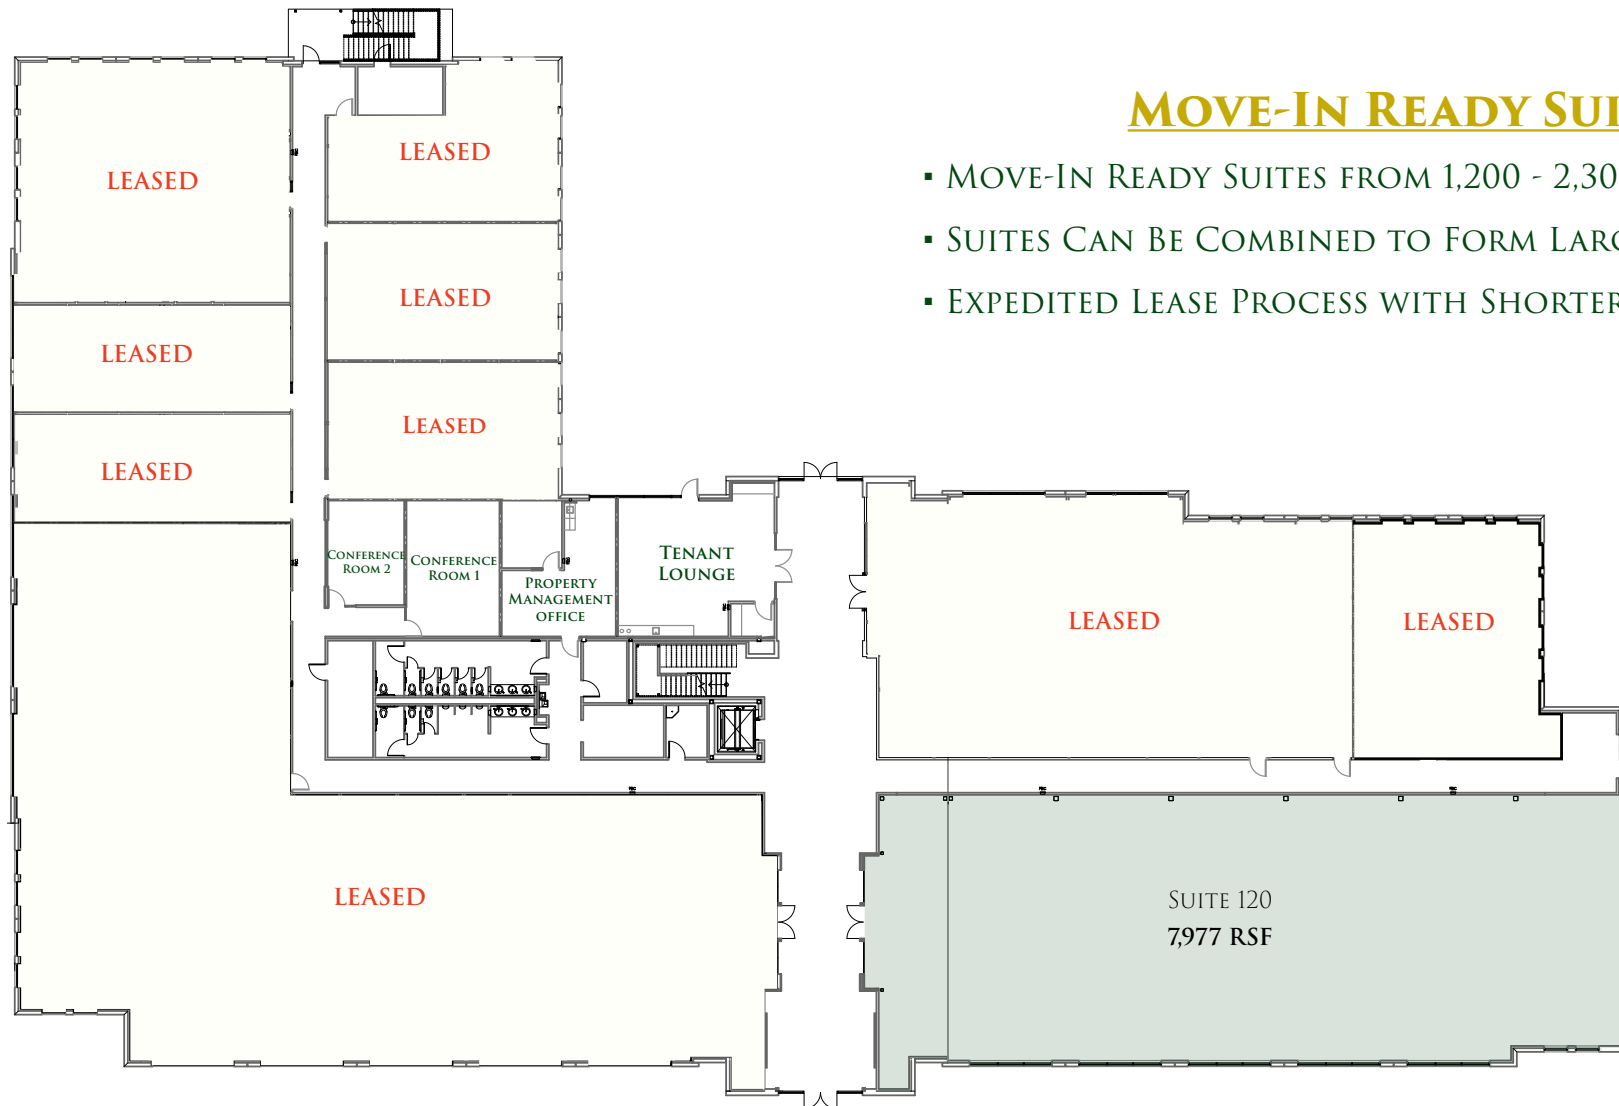 MOVE-IN READY SUI
▪ MOVE-IN READY SUITES FROM 1,200 - 2,30
▪ SUITES CAN BE COMBINED TO FORM LARG
▪ EXPEDITED LEASE PROCESS WITH SHORTER
LEASED
LEASED
LEASED
LEASED
LEASED
LEASED
CONFERENCE
ROOM 2
CONFERENCE
ROOM 1
PROPERTY
MANAGEMENT
OFFICE
TENANT
LOUNGE
LEASED
LEASED
LEASED
SUITE 120
7,977 RSF